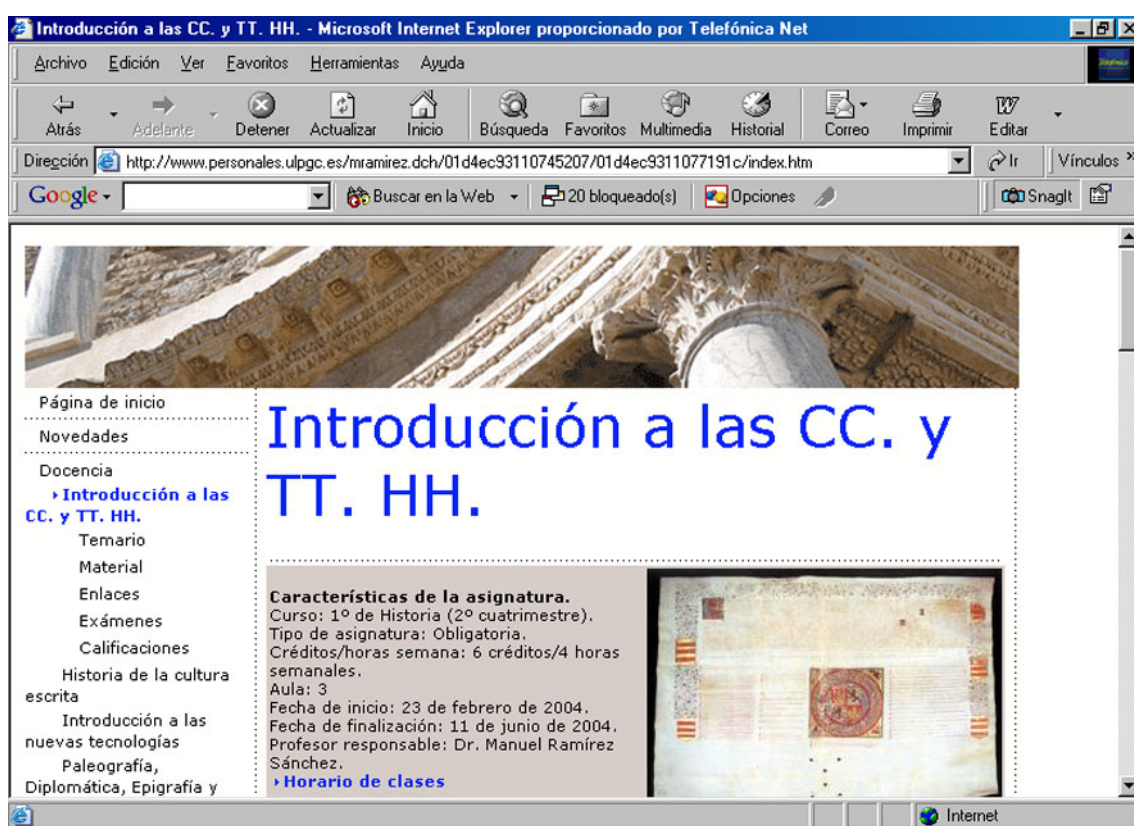 Introducción a las CC. y TT. HH. - Microsoft Internet Explorer proporcionado por Telefónica Net
Archivo Edición Ver Favoritos Herramientas Ayuda
Atrás Adelante Detener Actualizar Inicio Búsqueda Favoritos Multimedia Historial Correo Imprimir Editar
Dirección http://www.personales.ulpgc.es/mramirez.dch/01d4ec93110745207/01d4ec9311077191c/index.htm Ir Vínculos »
Google Buscar en la Web 20 bloqueado(s) Opciones SnagIt
Página de inicio
Novedades
Docencia
Introducción a las
CC. y TT. HH.
Temario
Material
Enlaces
Exámenes
Calificaciones
Historia de la cultura
escrita
Introducción a las
nuevas tecnologías
Paleografía,
Diplomática, Epigrafía y
Introducción a las CC. y
TT. HH.
Características de la asignatura.
Curso: 1º de Historia (2º cuatrimestre).
Tipo de asignatura: Obligatoria.
Créditos/horas semana: 6 créditos/4 horas
semanales.
Aula: 3
Fecha de inicio: 23 de febrero de 2004.
Fecha de finalización: 11 de junio de 2004.
Profesor responsable: Dr. Manuel Ramírez
Sánchez.
Horario de clases
Internet